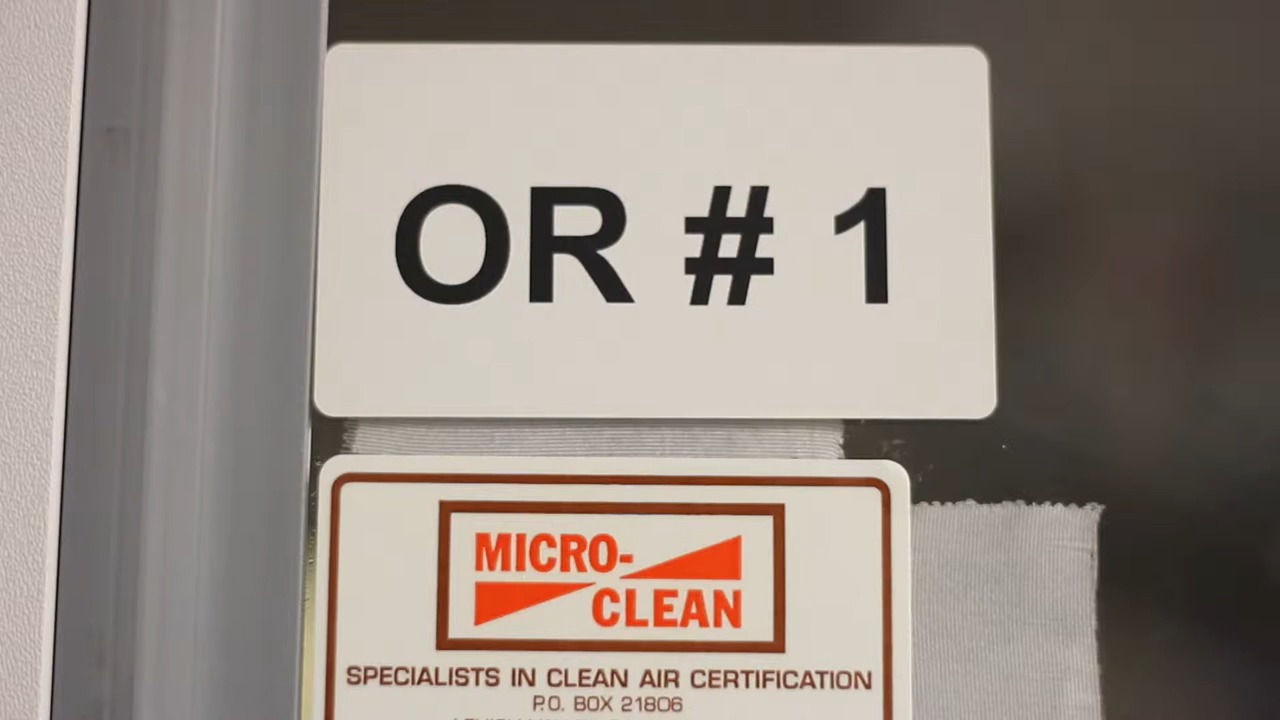 OR # 1
MICRO-
CLEAN
SPECIALISTS IN CLEAN AIR CERTIFICATION
P.O. BOX 21806